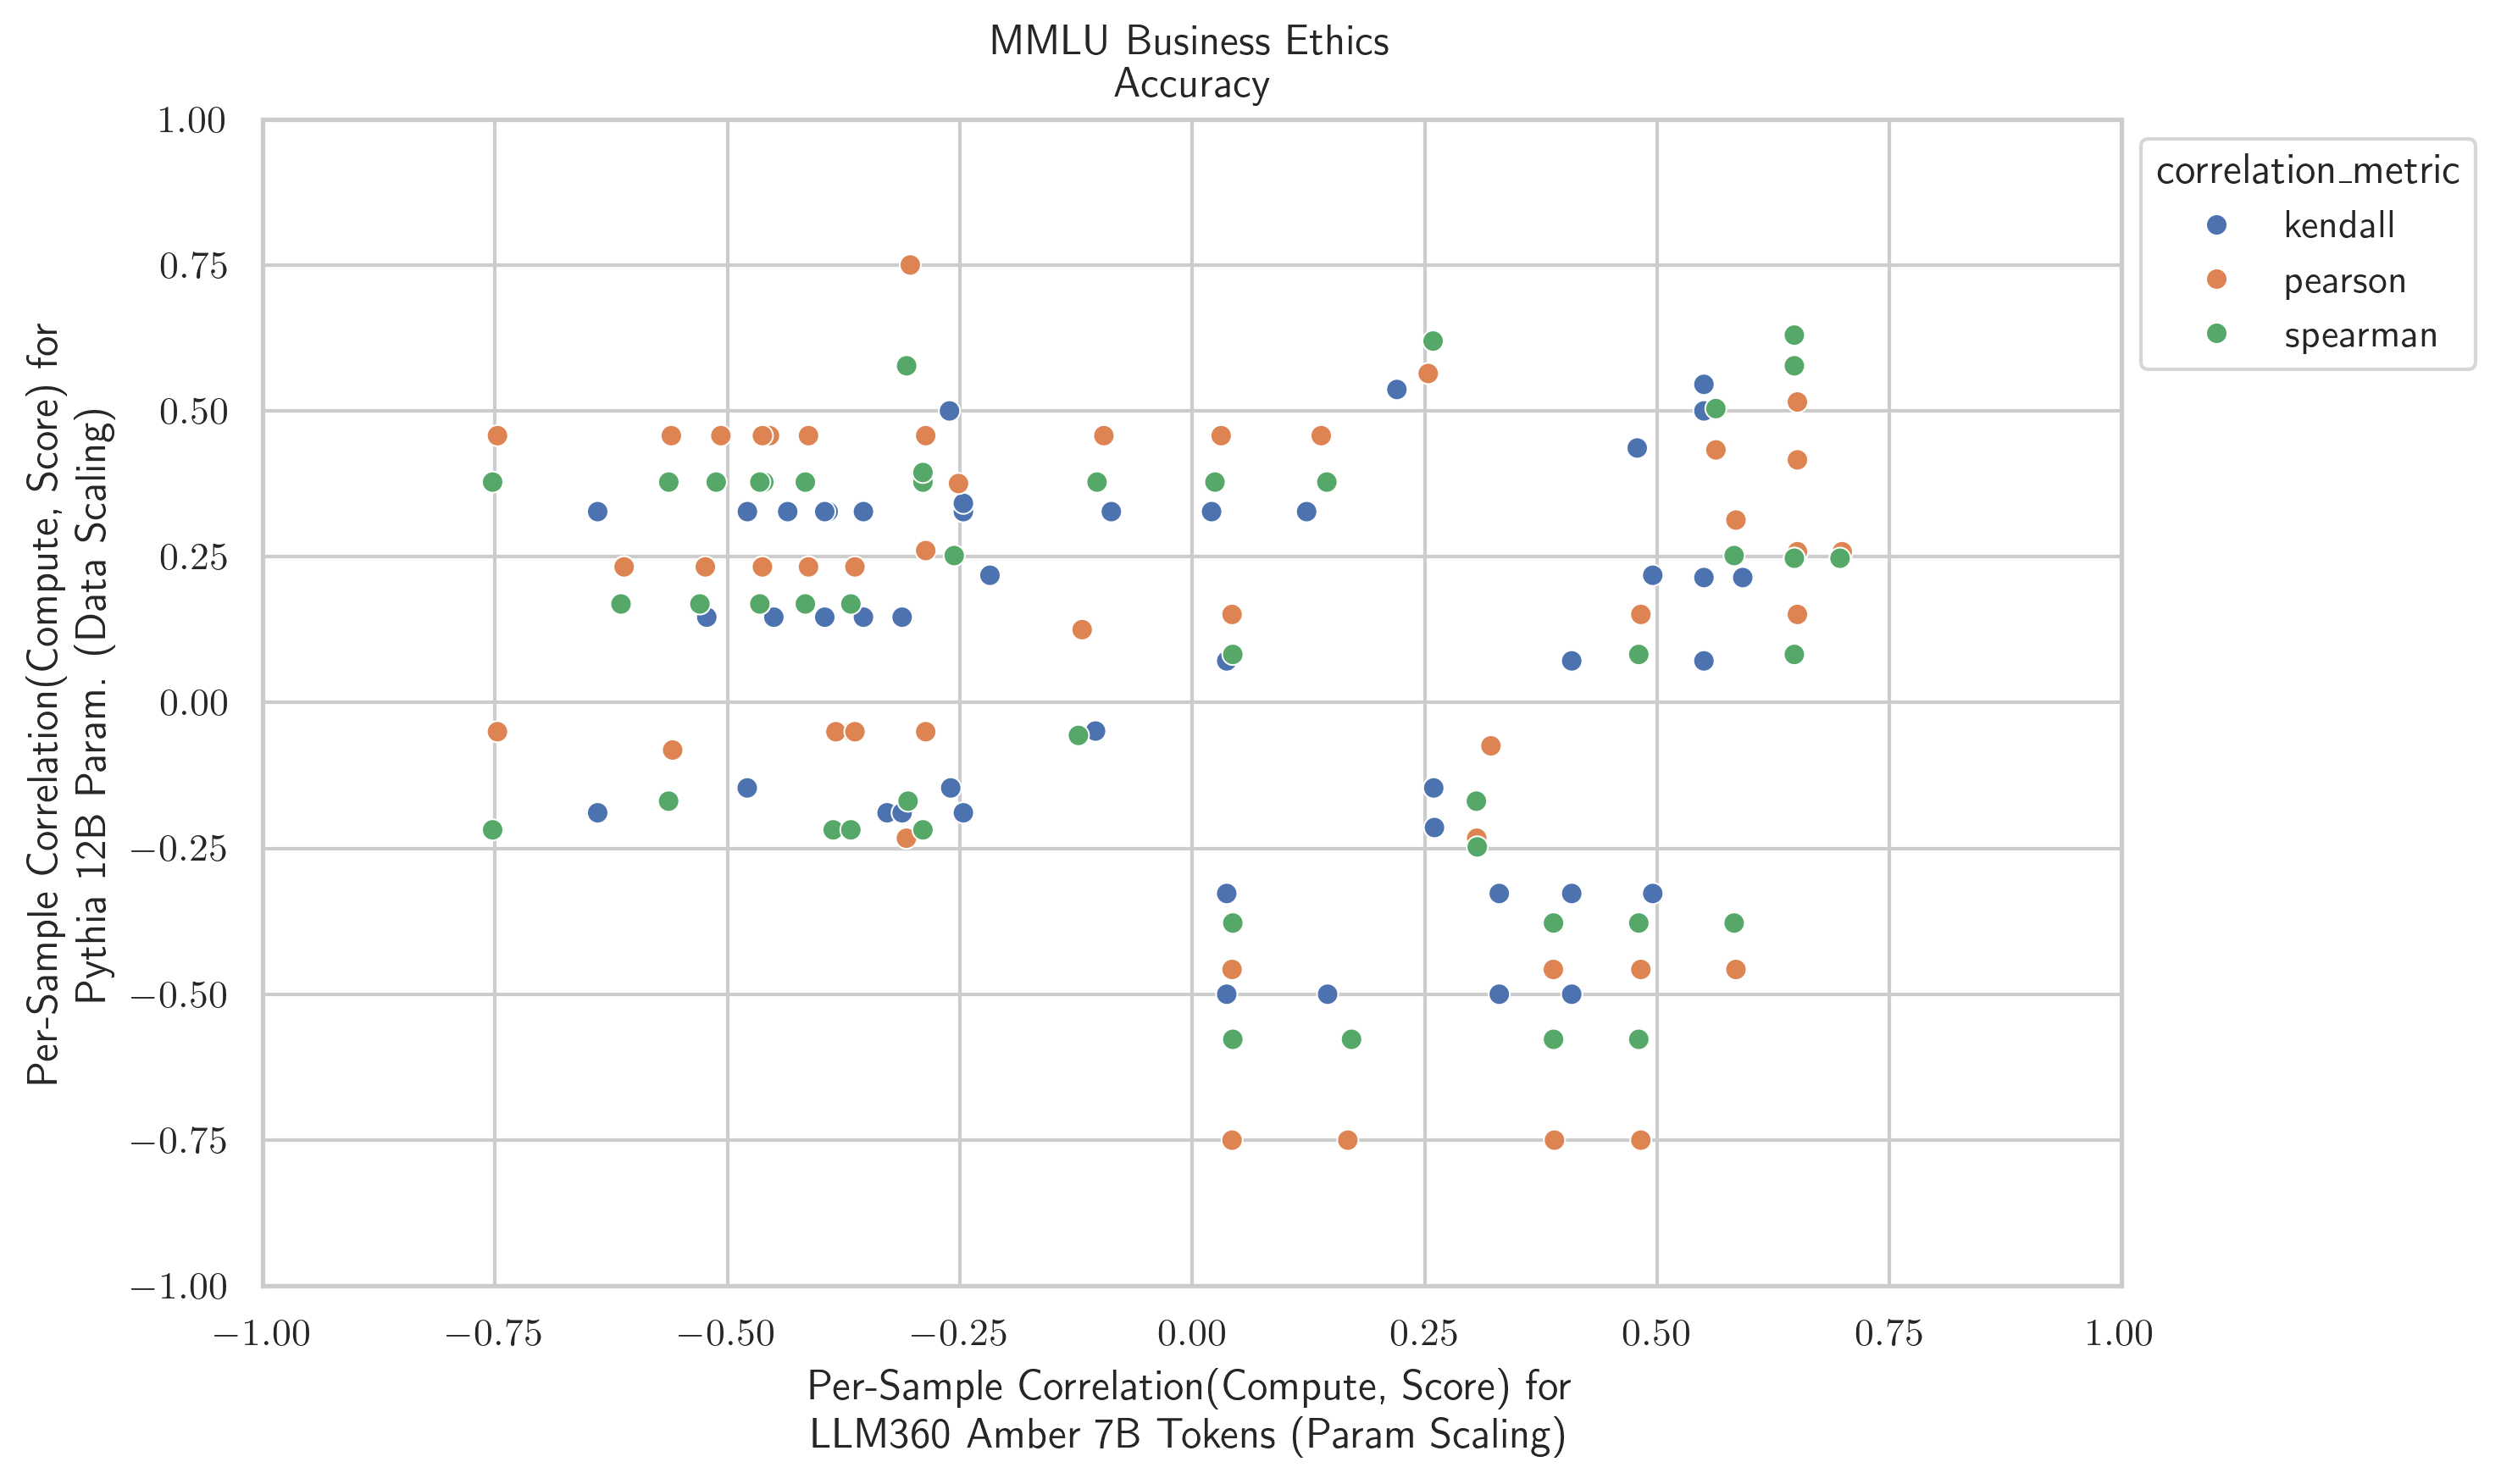 MMLU Business Ethics
Accuracy
Per-Sample Correlation(Compute, Score) for
Pythia 12B Param. (Data Scaling)
1.00
0.75
0.50
0.25
0.00
−0.25
−0.50
−0.75
−1.00
−1.00 −0.75 −0.50 −0.25 0.00 0.25 0.50 0.75 1.00
Per-Sample Correlation(Compute, Score) for
LLM360 Amber 7B Tokens (Param Scaling)
correlation_metric
kendall
pearson
spearman